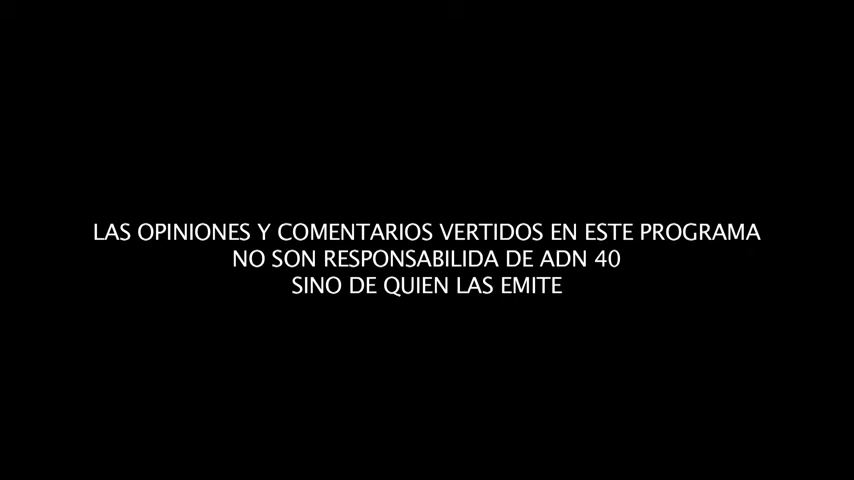 LAS OPINIONES Y COMENTARIOS VERTIDOS EN ESTE PROGRAMA
NO SON RESPONSABILIDA DE ADN 40
SINO DE QUIEN LAS EMITE